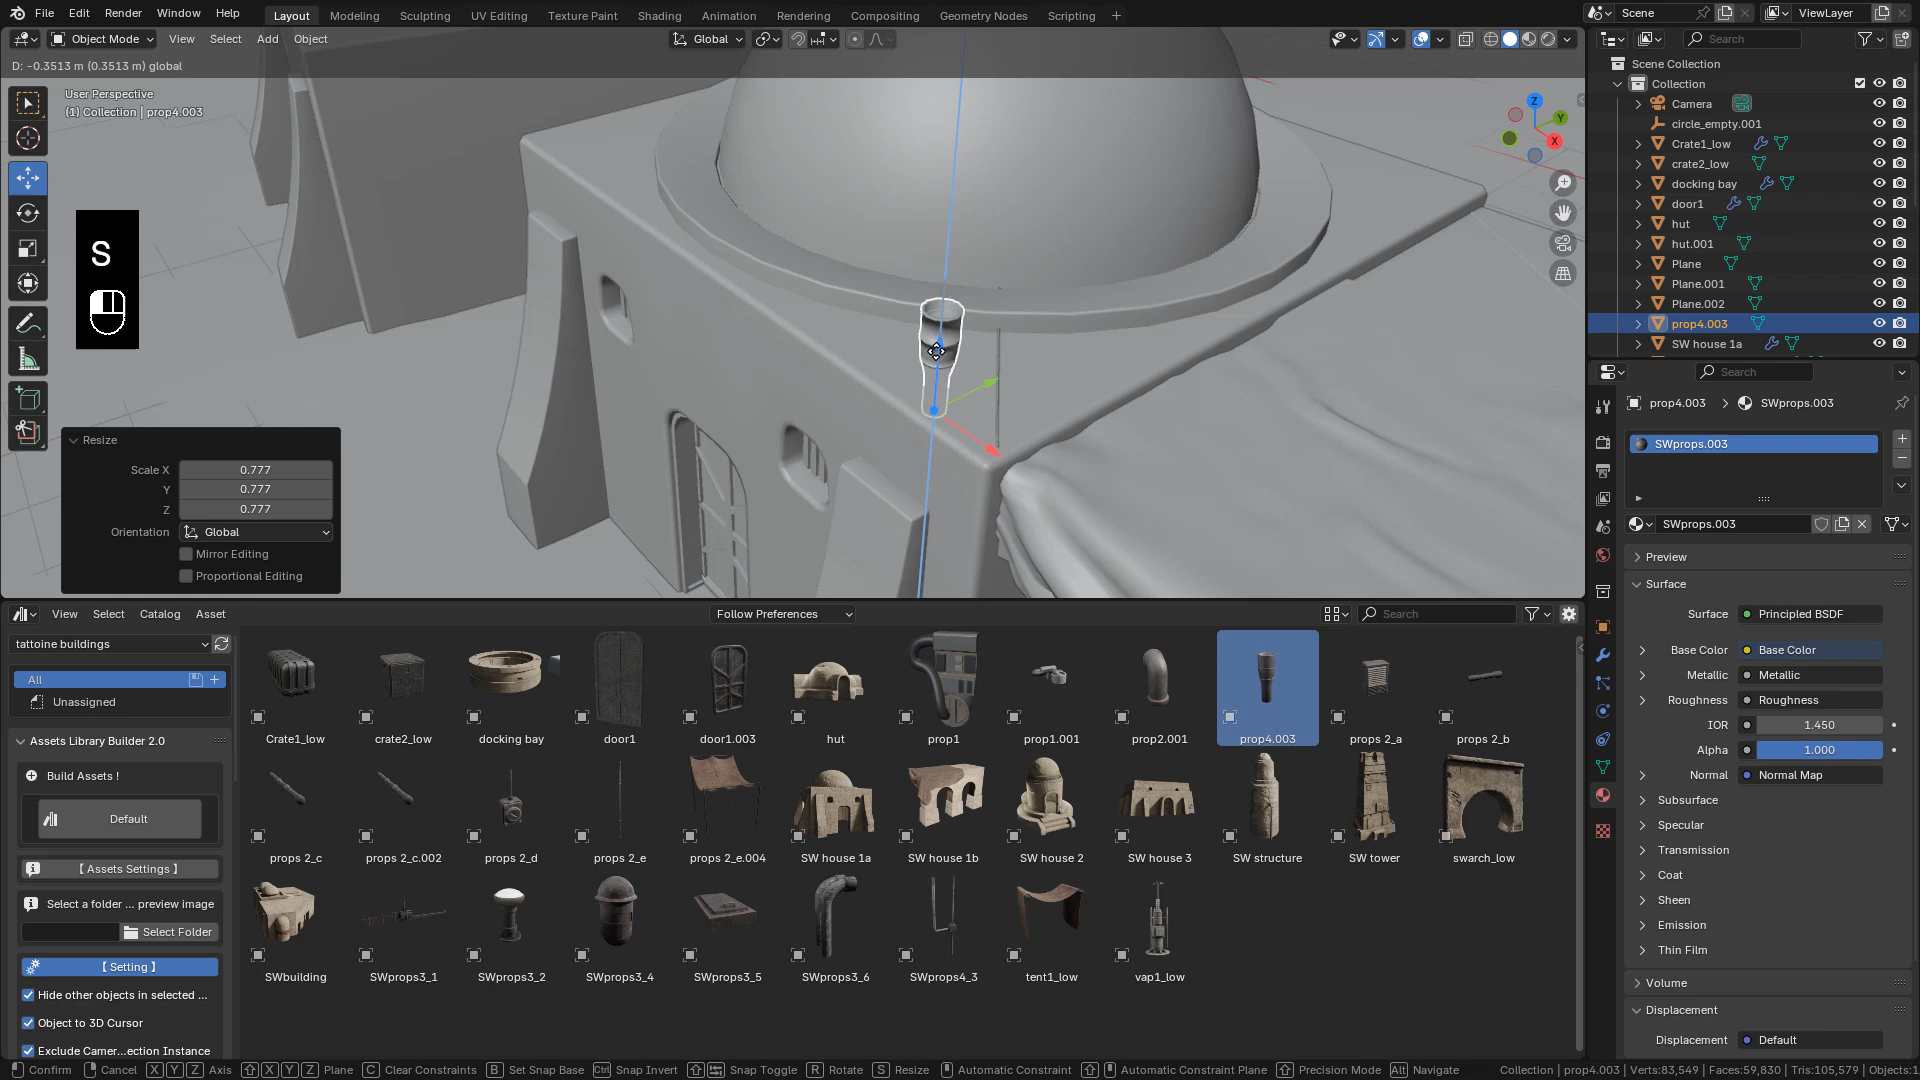 File Edit Render Window Help
Layout Modeling Sculpting UV Editing Texture Paint Shading Animation Rendering Compositing Geometry Nodes Scripting +
Scene ViewLayer
Object Mode View Select Add Object Global
D: -0.3513 m (0.3513 m) global
User Perspective
(1) Collection | prop4.003
Z
Y
X
S
Resize
Scale X 0.777
Y 0.777
Z 0.777
Orientation Global
Mirror Editing
Proportional Editing
Search
Scene Collection
Collection
Camera
circle_empty.001
Crate1_low
crate2_low
docking bay
door1
hut
hut.001
Plane
Plane.001
Plane.002
prop4.003
SW house 1a
Search
prop4.003 > SWprops.003
SWprops.003
SWprops.003
Preview
Surface
Surface Principled BSDF
Base Color Base Color
Metallic Metallic
Roughness Roughness
IOR 1.450
Alpha 1.000
Normal Normal Map
Subsurface
Specular
Transmission
Coat
Sheen
Emission
Thin Film
Volume
Displacement
Displacement Default
View Select Catalog Asset Follow Preferences Search
tattoine buildings
All
Unassigned
Assets Library Builder 2.0
Build Assets !
Default
【 Assets Settings 】
Select a folder ... preview image
Select Folder
【 Setting 】
Hide other objects in selected ...
Object to 3D Cursor
Exclude Camer...ection Instance
Crate1_low crate2_low docking bay door1 door1.003 hut prop1 prop1.001 prop2.001 prop4.003 props 2_a props 2_b
props 2_c props 2_c.002 props 2_d props 2_e props 2_e.004 SW house 1a SW house 1b SW house 2 SW house 3 SW structure SW tower swarch_low
SWbuilding SWprops3_1 SWprops3_2 SWprops3_4 SWprops3_5 SWprops3_6 SWprops4_3 tent1_low vap1_low
Confirm Cancel X Y Z Axis X Y Z Plane C Clear Constraints B Set Snap Base Ctrl Snap Invert Snap Toggle R Rotate S Resize Automatic Constraint Automatic Constraint Plane Precision Mode Alt Navigate Collection | prop4.003 | Verts:83,549 | Faces:59,830 | Tris:105,579 | Objects:1